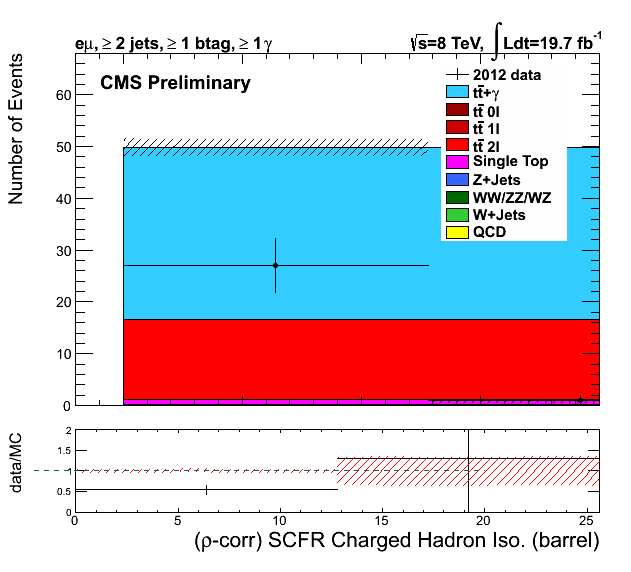 eμ, ≥ 2 jets, ≥ 1 btag, ≥ 1 γ √s=8 TeV, ∫Ldt=19.7 fb⁻¹
CMS Preliminary
Number of Events
60
50
40
30
20
10
0
2012 data
tt̄+γ
tt̄ 0l
tt̄ 1l
tt̄ 2l
Single Top
Z+Jets
WW/ZZ/WZ
W+Jets
QCD
data/MC
2
1.5
1
0.5
0
0 5 10 15 20 25
(ρ-corr) SCFR Charged Hadron Iso. (barrel)